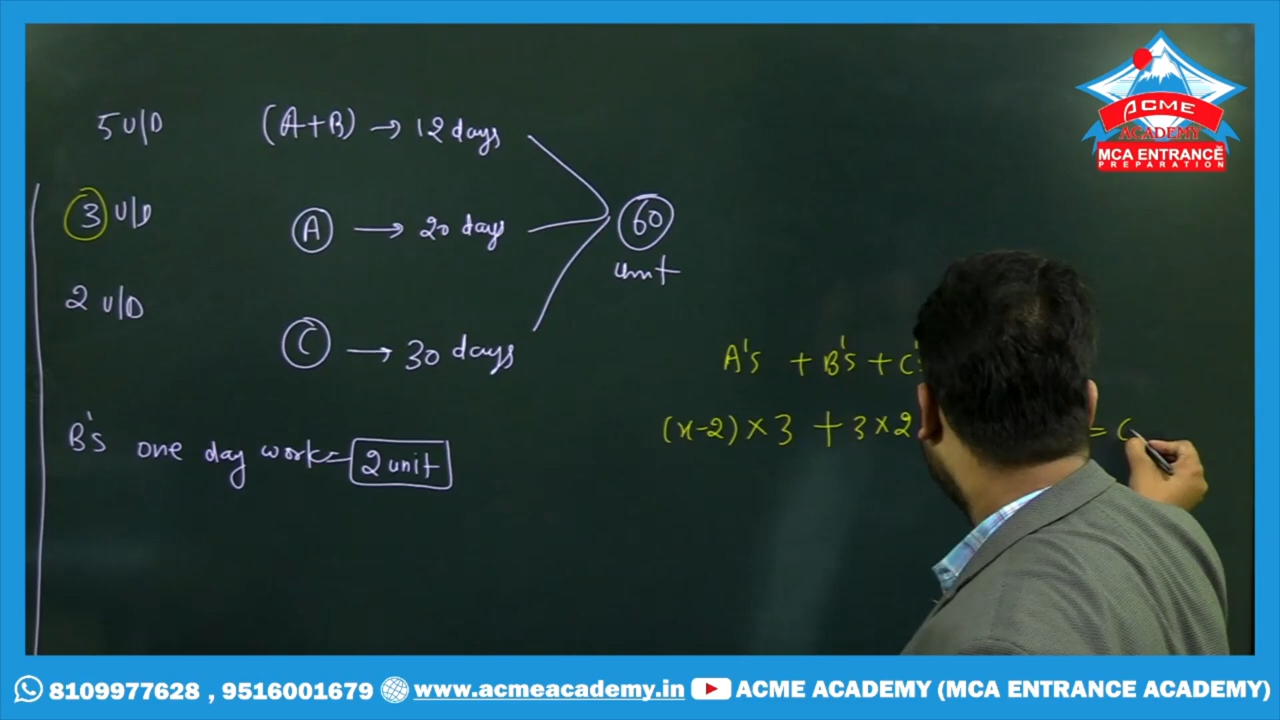 5 U/D (A+B) → 12 days
3 U/D A → 20 days 60
unit
2 U/D C → 30 days
A's + B's + C's
(x-2) × 3 + 3×2 =
B's one day work = 2 unit
ACME
ACADEMY
MCA ENTRANCE
PREPARATION
8109977628 , 9516001679 www.acmeacademy.in ACME ACADEMY (MCA ENTRANCE ACADEMY)